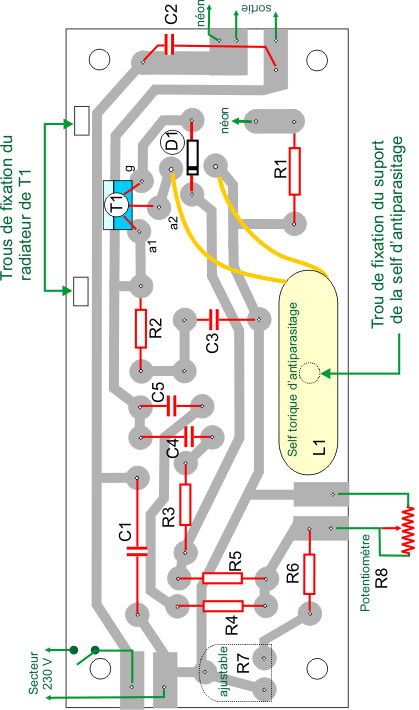 C2
néon
sortie
Trous de fixation du
radiateur de T1
néon
D1
g
T1
a1
a2
R1
R2
C3
Trou de fixation du suport
de la self d'antiparasitage
Self torique d'antiparasitage
L1
C5
C4
C1
R3
R5
R4
R6
Potentiomètre
R8
ajustable
R7
Secteur
230 V